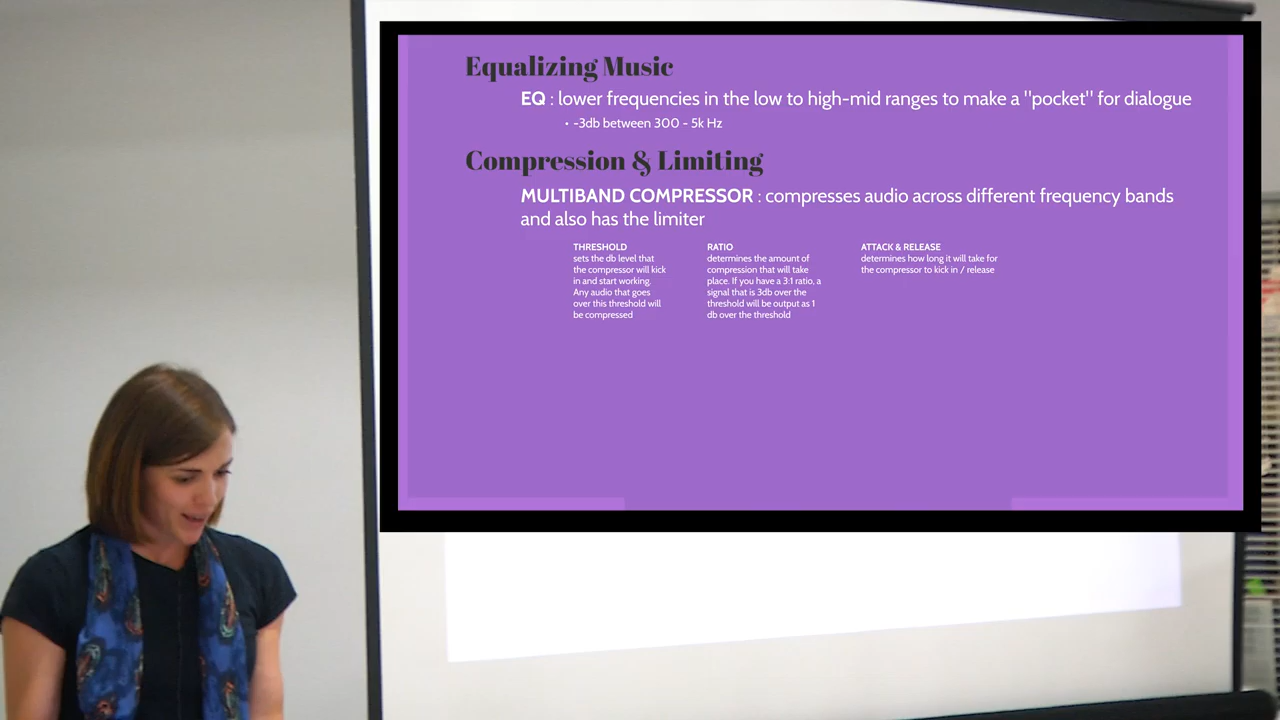 Equalizing Music
EQ : lower frequencies in the low to high-mid ranges to make a "pocket" for dialogue
• -3db between 300 - 5k Hz
Compression & Limiting
MULTIBAND COMPRESSOR : compresses audio across different frequency bands
and also has the limiter
THRESHOLD
sets the db level that
the compressor will kick
in and start working.
Any audio that goes
over this threshold will
be compressed
RATIO
determines the amount of
compression that will take
place. If you have a 3:1 ratio, a
signal that is 3db over the
threshold will be output as 1
db over the threshold
ATTACK & RELEASE
determines how long it will take for
the compressor to kick in / release